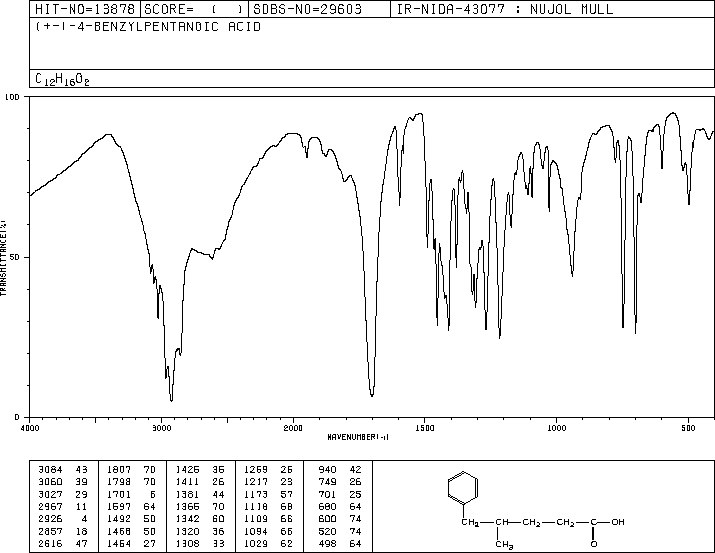 HIT-NO=13878 SCORE= ( ) SDBS-NO=29603 IR-NIDA-43077 : NUJOL MULL
(+-)-4-BENZYLPENTANOIC ACID
C12H16O2
100
50
0
TRANSMITTANCE(%)
4000 3000 2000 1500 1000 500
WAVENUMBER(-1)
3084 43 1807 70 1426 36 1269 26 940 42
3060 39 1798 70 1411 26 1217 23 749 26
3027 29 1701 6 1381 44 1173 57 701 25
2967 11 1597 64 1366 70 1118 68 680 64
2926 4 1492 50 1342 60 1109 66 600 74
2857 18 1468 50 1320 36 1094 66 520 74
2616 47 1454 27 1308 33 1029 62 498 64
CH2 CH CH2 CH2 C OH
CH3 O